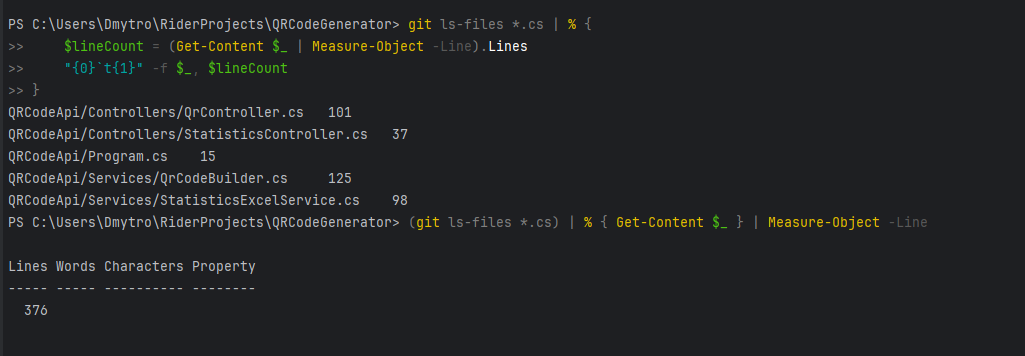 PS C:\Users\Dmytro\RiderProjects\QRCodeGenerator> git ls-files *.cs | % {
>>     $lineCount = (Get-Content $_ | Measure-Object -Line).Lines
>>     "{0}`t{1}" -f $_, $lineCount
>> }
QRCodeApi/Controllers/QrController.cs   101
QRCodeApi/Controllers/StatisticsController.cs   37
QRCodeApi/Program.cs    15
QRCodeApi/Services/QrCodeBuilder.cs     125
QRCodeApi/Services/StatisticsExcelService.cs    98
PS C:\Users\Dmytro\RiderProjects\QRCodeGenerator> (git ls-files *.cs) | % { Get-Content $_ } | Measure-Object -Line
Lines Words Characters Property
----- ----- ---------- --------
  376